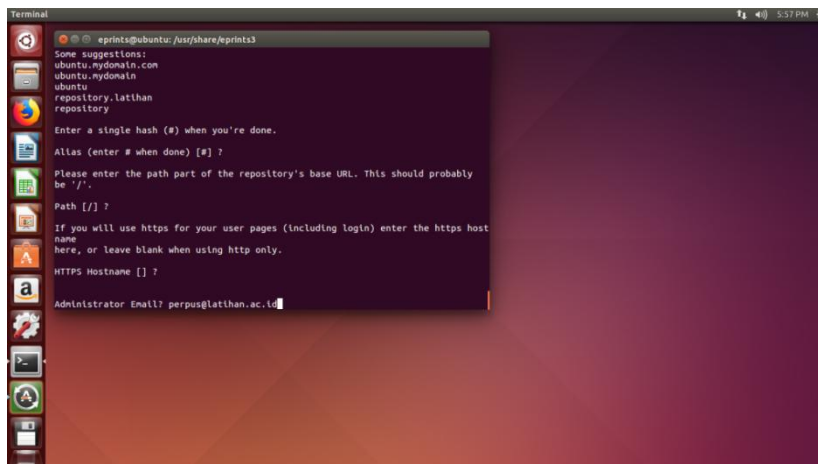 Terminal
5:57 PM
eprints@ubuntu: /usr/share/eprints3
Some suggestions:
ubuntu.mydomain.com
ubuntu.mydomain
ubuntu
repository.latihan
repository
Enter a single hash (#) when you're done.
Alias (enter # when done) [#] ?
Please enter the path part of the repository's base URL. This should probably
be '/'.
Path [/] ?
If you will use https for your user pages (including login) enter the https host
name
here, or leave blank when using http only.
HTTPS Hostname [] ?
Administrator Email? perpus@latihan.ac.id